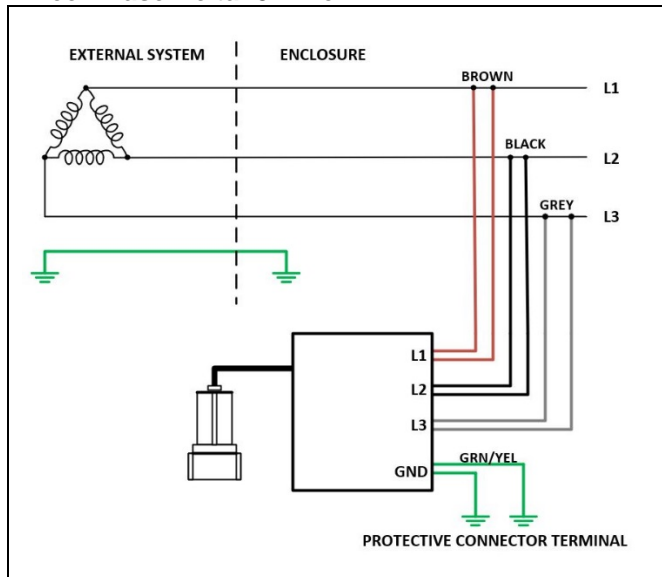 EXTERNAL SYSTEM
ENCLOSURE
BROWN
L1
BLACK
L2
GREY
L3
L1
L2
L3
GRN/YEL
GND
PROTECTIVE CONNECTOR TERMINAL